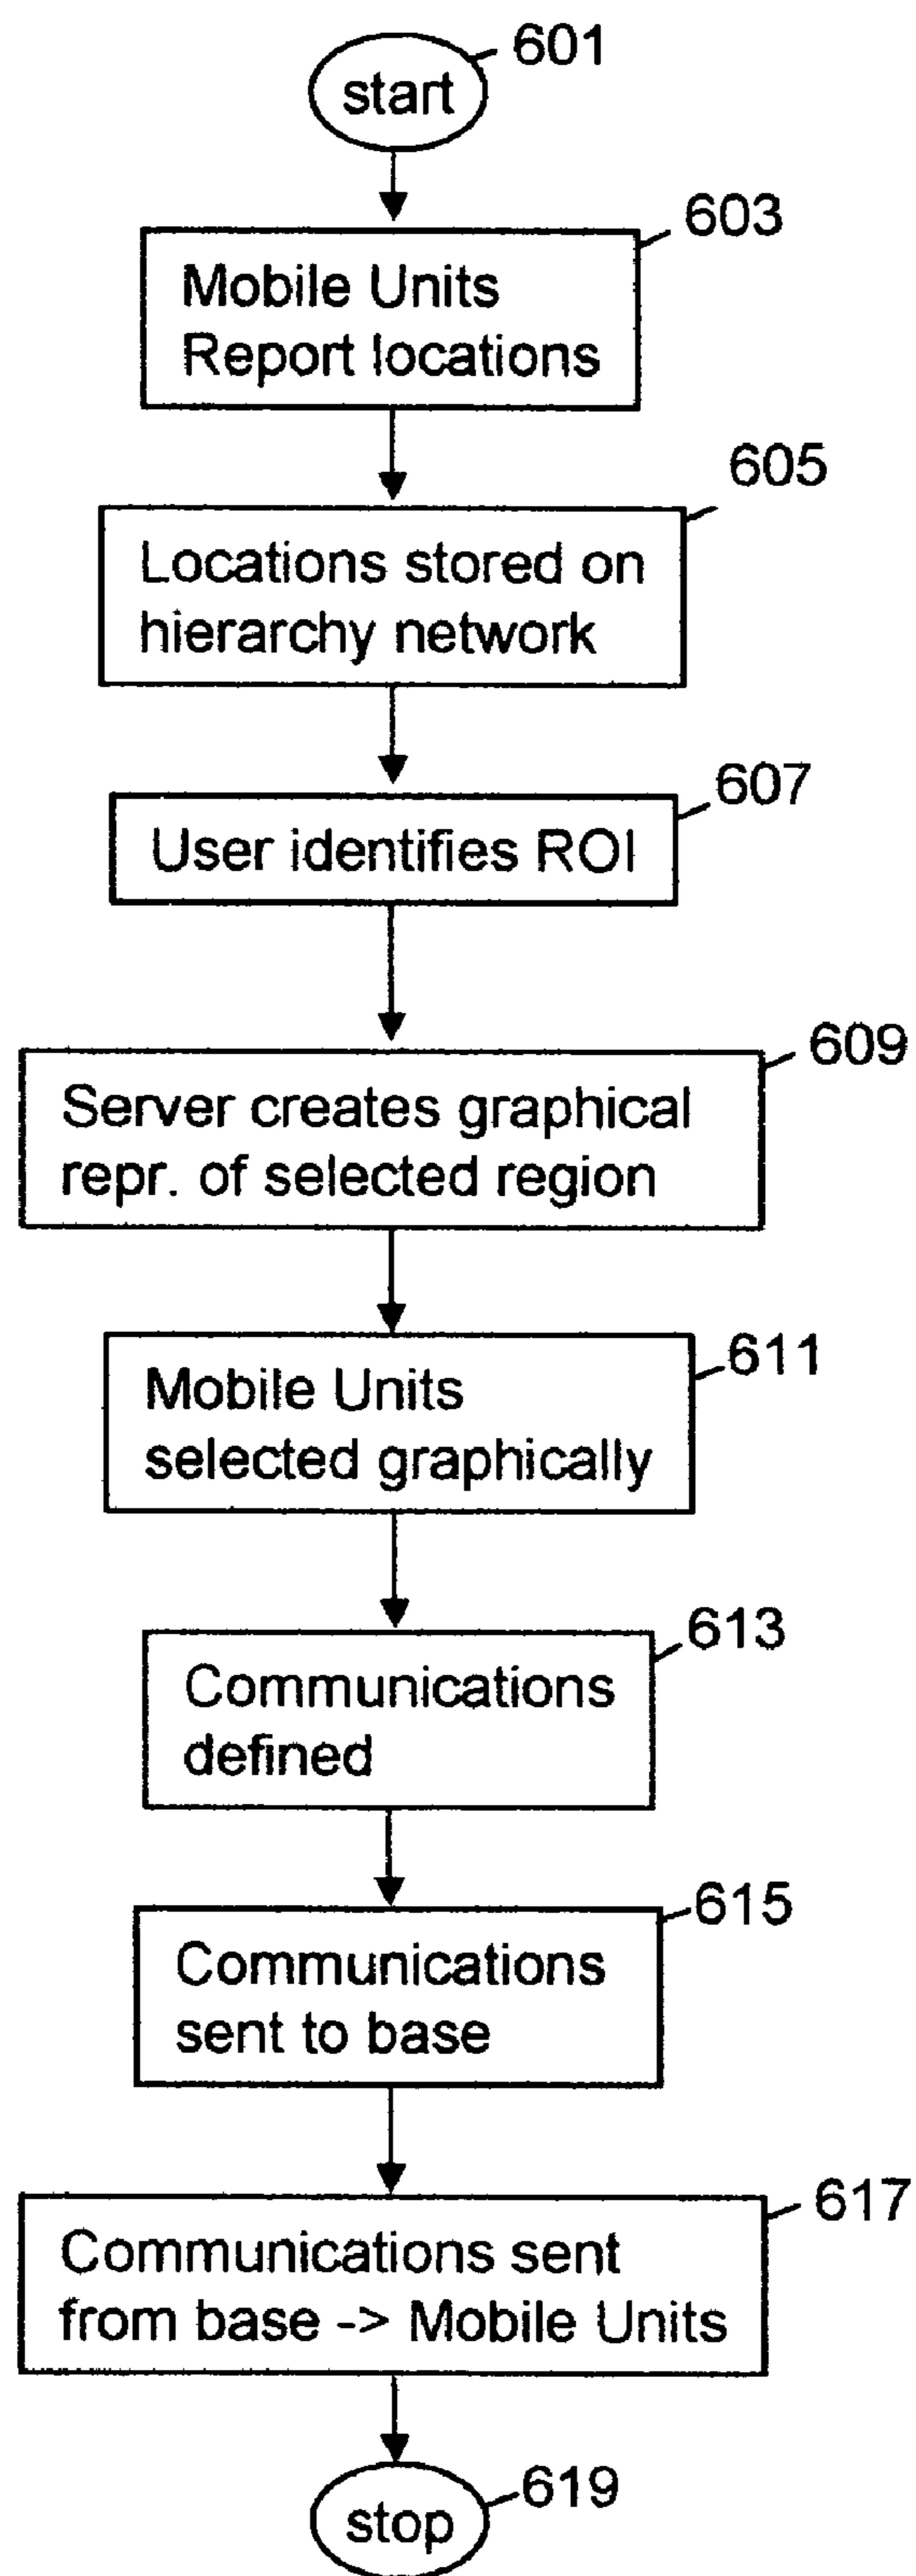 601
start
603
Mobile Units
Report locations
605
Locations stored on
hierarchy network
607
User identifies ROI
609
Server creates graphical
repr. of selected region
611
Mobile Units
selected graphically
613
Communications
defined
615
Communications
sent to base
617
Communications sent
from base -> Mobile Units
619
stop